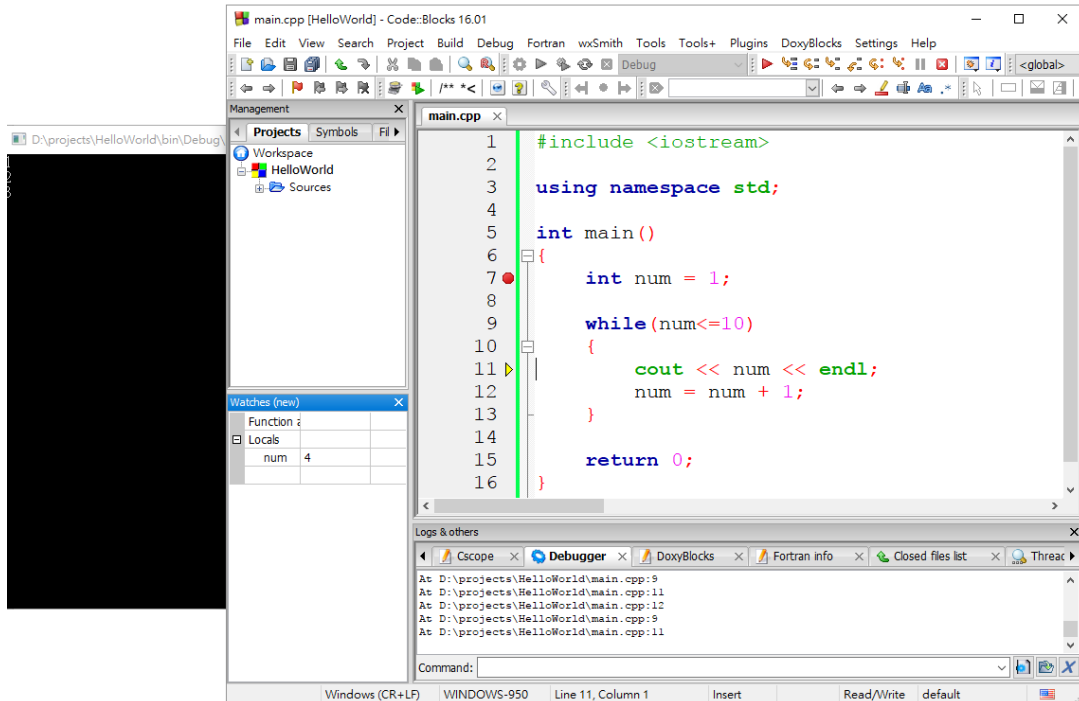 main.cpp [HelloWorld] - Code::Blocks 16.01
File Edit View Search Project Build Debug Fortran wxSmith Tools Tools+ Plugins DoxyBlocks Settings Help
Debug
<global>
/** *<
Aa .*
D:\projects\HelloWorld\bin\Debug\
1
2
3
Management
Projects Symbols Fil
Workspace
HelloWorld
Sources
main.cpp
1 #include <iostream>
2
3 using namespace std;
4
5 int main()
6 {
7     int num = 1;
8
9     while(num<=10)
10     {
11         cout << num << endl;
12         num = num + 1;
13     }
14
15     return 0;
16 }
Watches (new)
Function a
Locals
num 4
Logs & others
Cscope Debugger DoxyBlocks Fortran info Closed files list Threac
At D:\projects\HelloWorld\main.cpp:9
At D:\projects\HelloWorld\main.cpp:11
At D:\projects\HelloWorld\main.cpp:12
At D:\projects\HelloWorld\main.cpp:9
At D:\projects\HelloWorld\main.cpp:11
Command:
Windows (CR+LF) WINDOWS-950 Line 11, Column 1 Insert Read/Write default